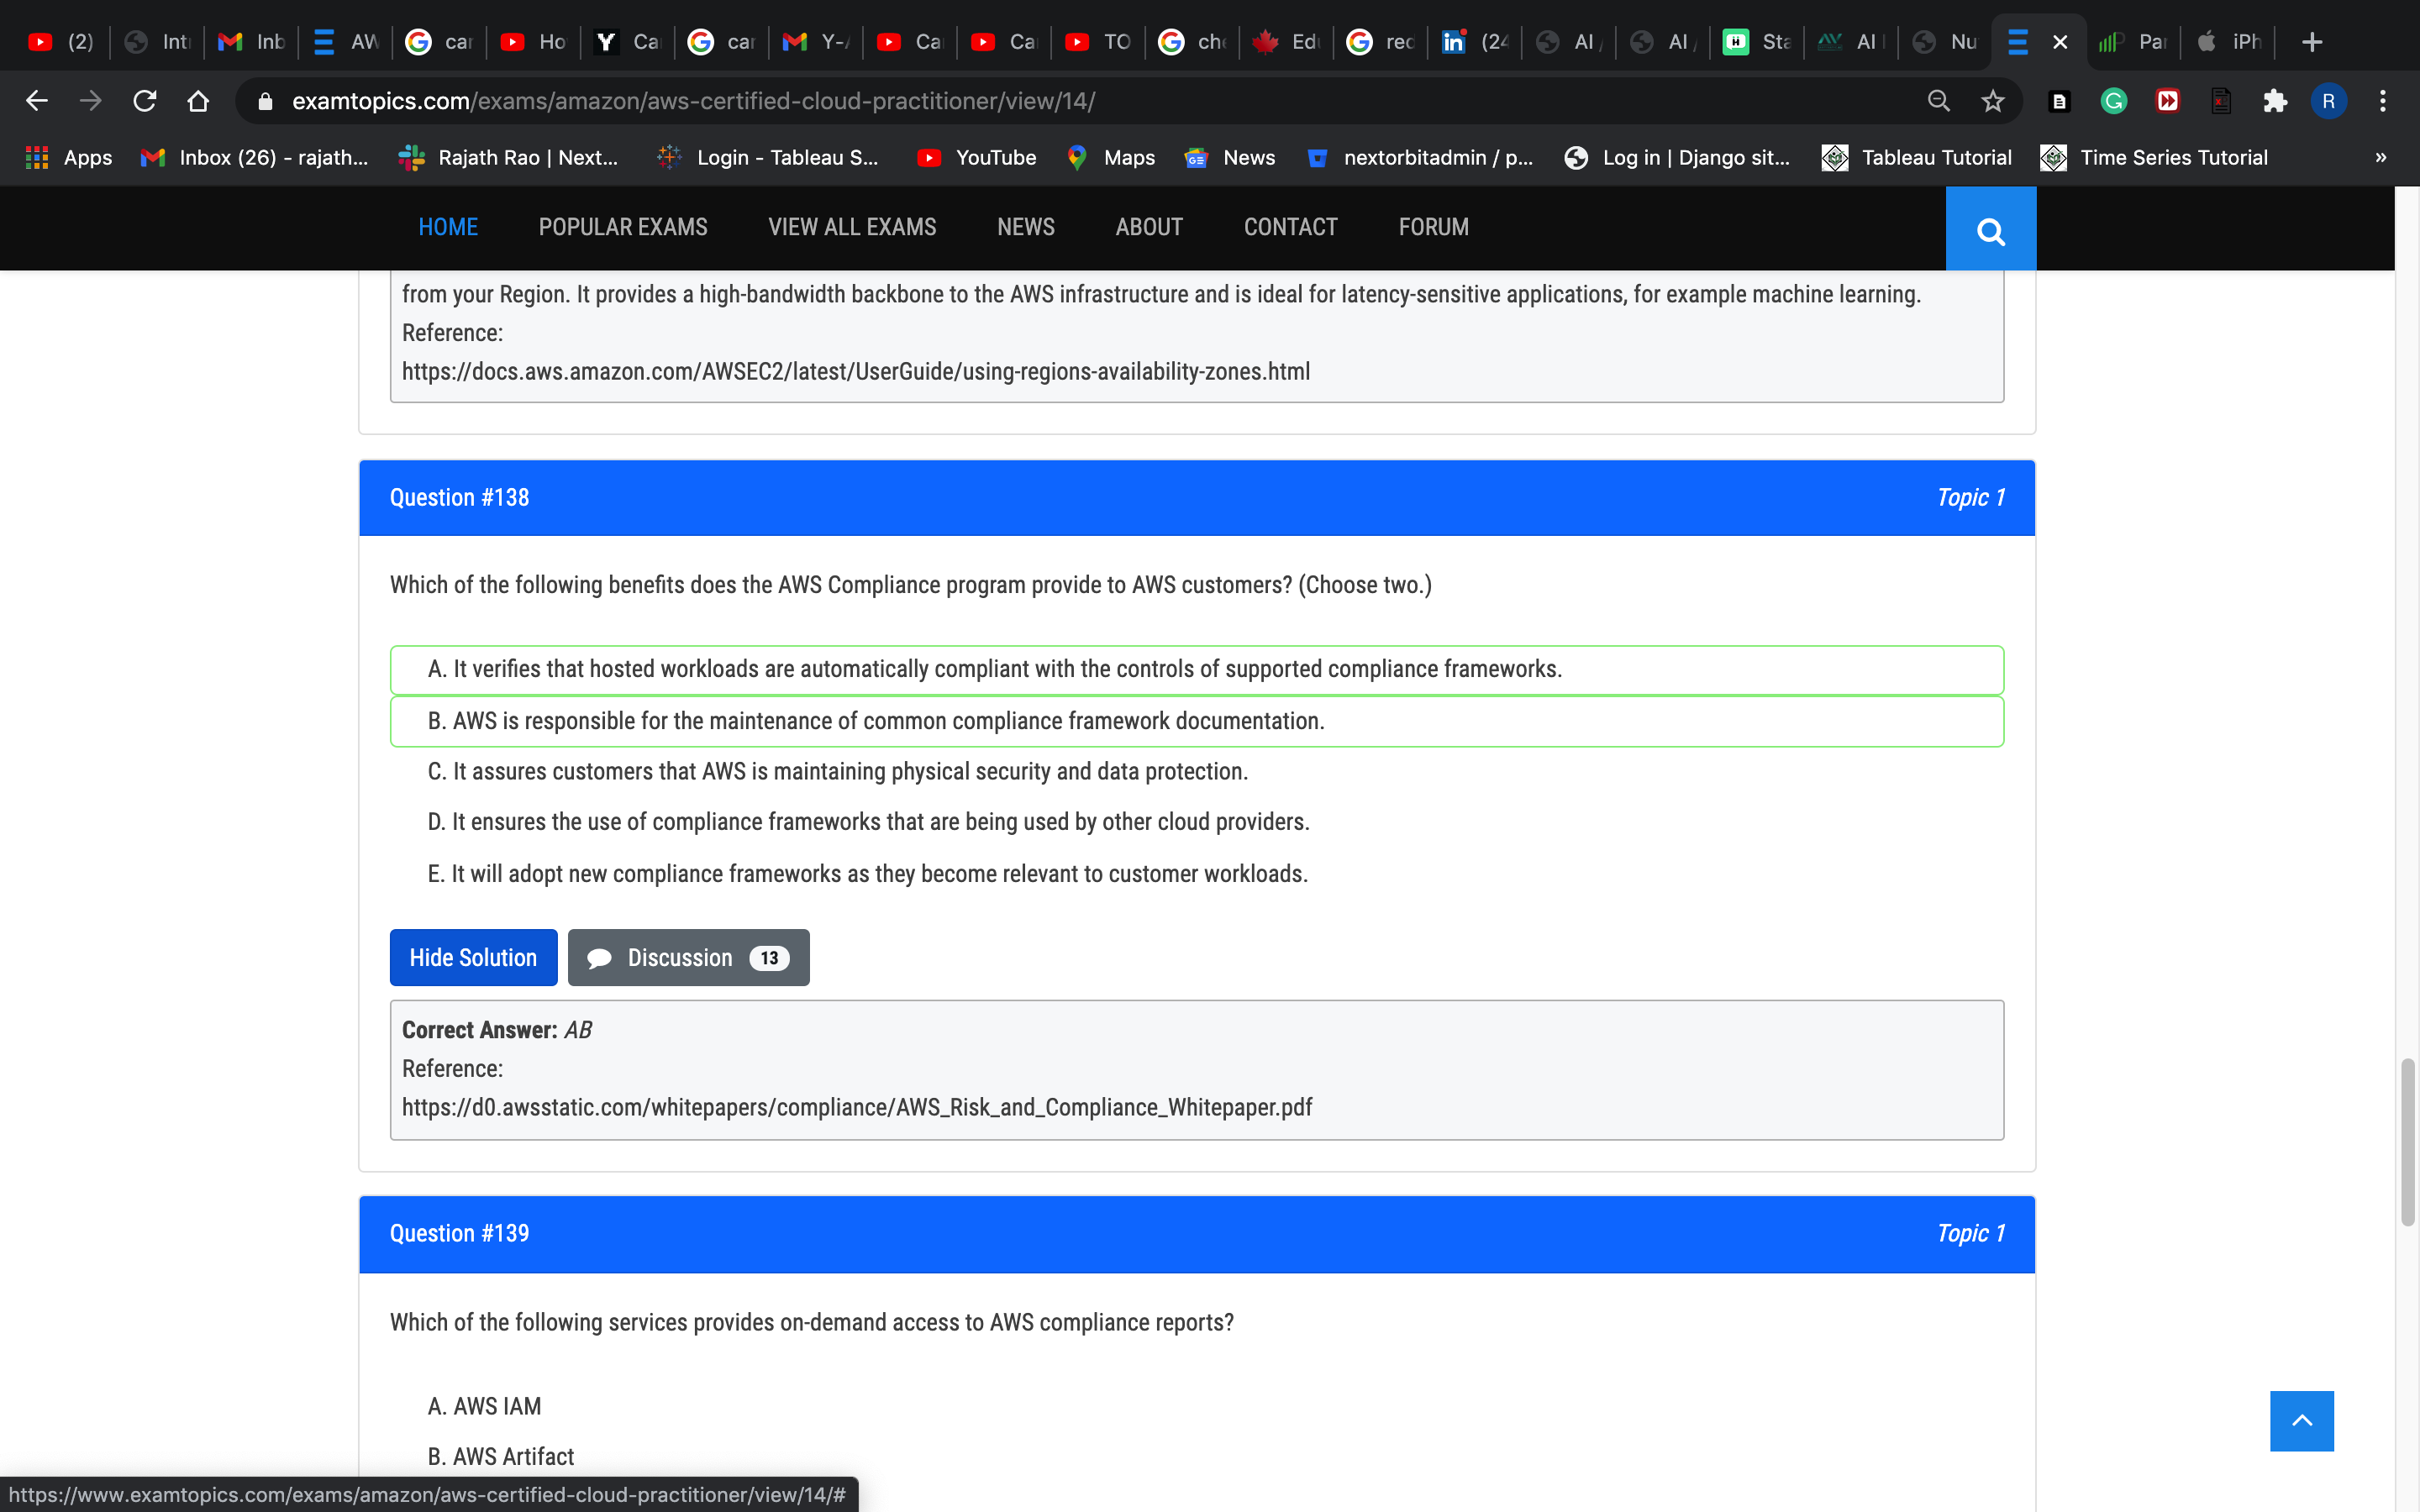 (2) Int Inb AW car Ho Y Ca car Y-A Ca Ca TO che Edu rec in (24 AI AI Sta AI Nu Par iPh
examtopics.com/exams/amazon/aws-certified-cloud-practitioner/view/14/ R
Apps Inbox (26) - rajath... Rajath Rao | Next... Login - Tableau S... YouTube Maps News nextorbitadmin / p... Log in | Django sit... Tableau Tutorial Time Series Tutorial »
HOME POPULAR EXAMS VIEW ALL EXAMS NEWS ABOUT CONTACT FORUM
from your Region. It provides a high-bandwidth backbone to the AWS infrastructure and is ideal for latency-sensitive applications, for example machine learning.
Reference:
https://docs.aws.amazon.com/AWSEC2/latest/UserGuide/using-regions-availability-zones.html
Question #138 Topic 1
Which of the following benefits does the AWS Compliance program provide to AWS customers? (Choose two.)
A. It verifies that hosted workloads are automatically compliant with the controls of supported compliance frameworks.
B. AWS is responsible for the maintenance of common compliance framework documentation.
C. It assures customers that AWS is maintaining physical security and data protection.
D. It ensures the use of compliance frameworks that are being used by other cloud providers.
E. It will adopt new compliance frameworks as they become relevant to customer workloads.
Hide Solution Discussion 13
Correct Answer: AB
Reference:
https://d0.awsstatic.com/whitepapers/compliance/AWS_Risk_and_Compliance_Whitepaper.pdf
Question #139 Topic 1
Which of the following services provides on-demand access to AWS compliance reports?
A. AWS IAM
B. AWS Artifact
https://www.examtopics.com/exams/amazon/aws-certified-cloud-practitioner/view/14/#